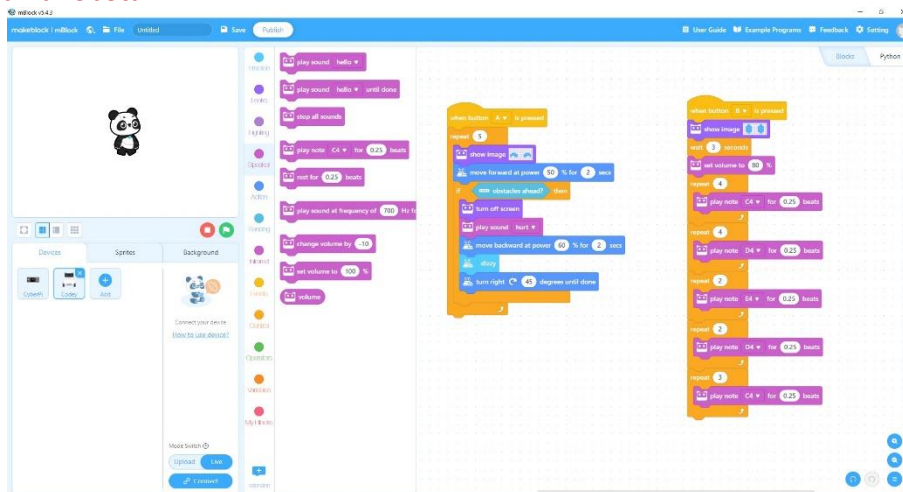 mBlock v5.4.3
makeblock | mBlock File Untitled Save Publish User Guide Example Programs Feedback Setting
Blocks Python
play sound hello
play sound hello until done
stop all sounds
play note C4 for 0.25 beats
rest for 0.25 beats
play sound at frequency of 700 Hz
change volume by -10
set volume to 100 %
volume
Lighting
Speaker
Action
Sensing
Infrared
Events
Control
Operators
Variables
My Blocks
when button A is pressed
repeat 5
show image
move forward at power 50 % for 2 secs
if obstacles ahead? then
turn off screen
play sound hurt
move backward at power 60 % for 2 secs
dizzy
turn right 45 degrees until done
when button B is pressed
show image
wait 3 seconds
set volume to 80 %
repeat 4
play note C4 for 0.25 beats
repeat 4
play note D4 for 0.25 beats
repeat 2
play note E4 for 0.25 beats
repeat 2
play note D4 for 0.25 beats
repeat 3
play note C4 for 0.25 beats
Devices Sprites Background
Codey
Add
Connect your device
How to use device?
Mode Switch
Upload Live
Connect